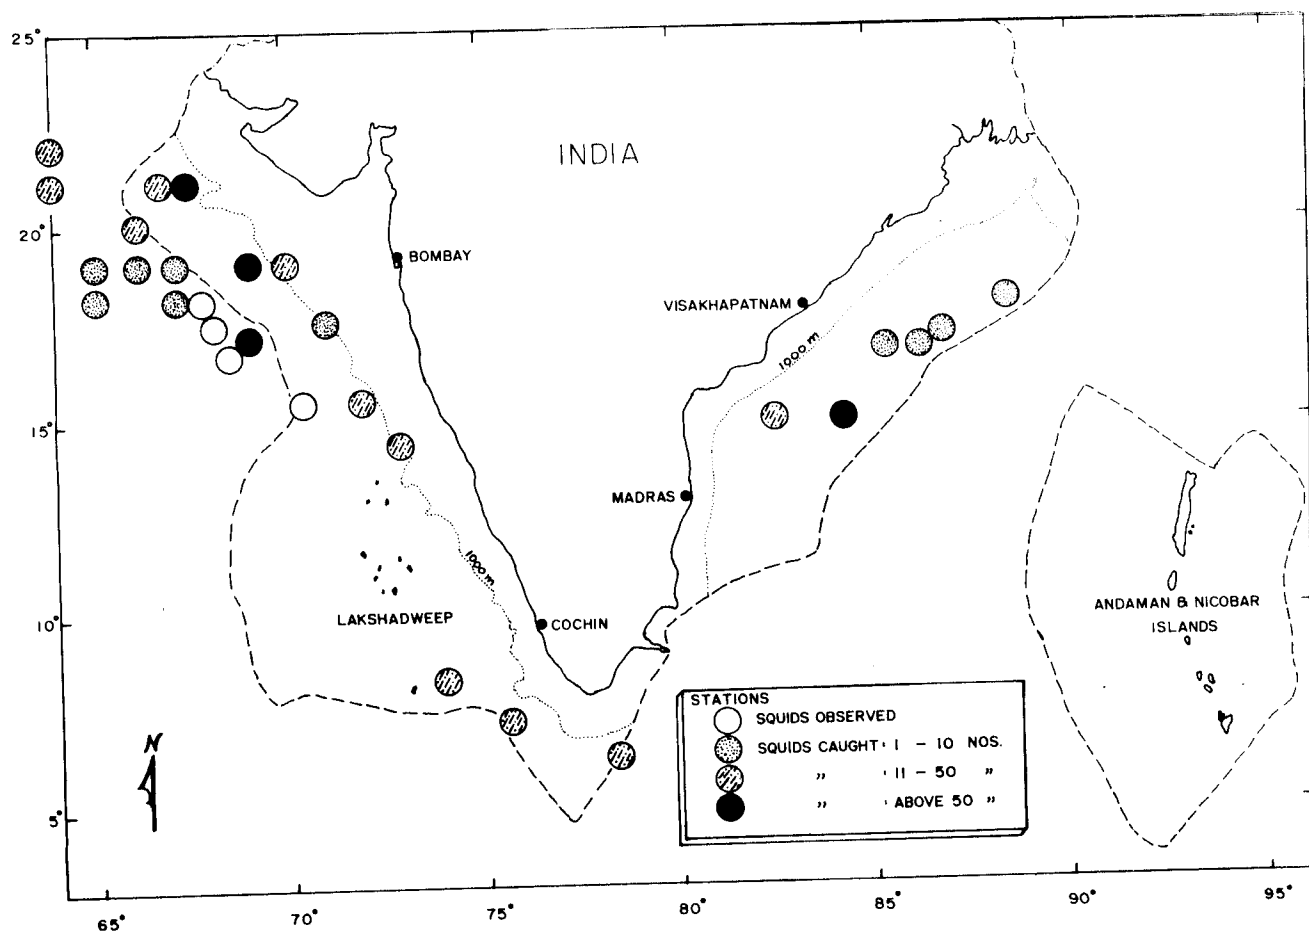 25°
INDIA
20°
BOMBAY
VISAKHAPATNAM
1000 m
15°
MADRAS
1000 m
LAKSHADWEEP
10°
COCHIN
ANDAMAN & NICOBAR
ISLANDS
STATIONS
SQUIDS OBSERVED
SQUIDS CAUGHT : 1 – 10 NOS.
,, : 11 – 50 ,,
,, : ABOVE 50 ,,
N
5°
65° 70° 75° 80° 85° 90° 95°